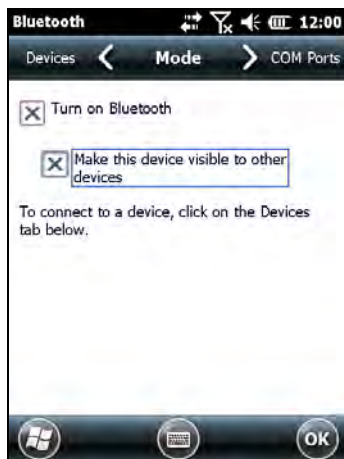 Bluetooth 12:00
Devices Mode COM Ports
Turn on Bluetooth
Make this device visible to other
devices
To connect to a device, click on the Devices
tab below.
OK